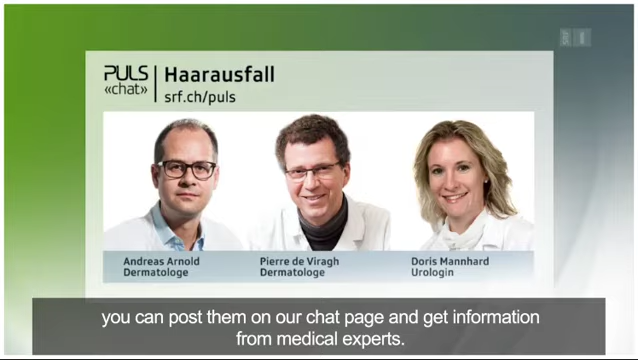 PULS
«chat»
Haarausfall
srf.ch/puls
Andreas Arnold
Dermatologe
Pierre de Viragh
Dermatologe
Doris Mannhard
Urologin
SRF
you can post them on our chat page and get information
from medical experts.